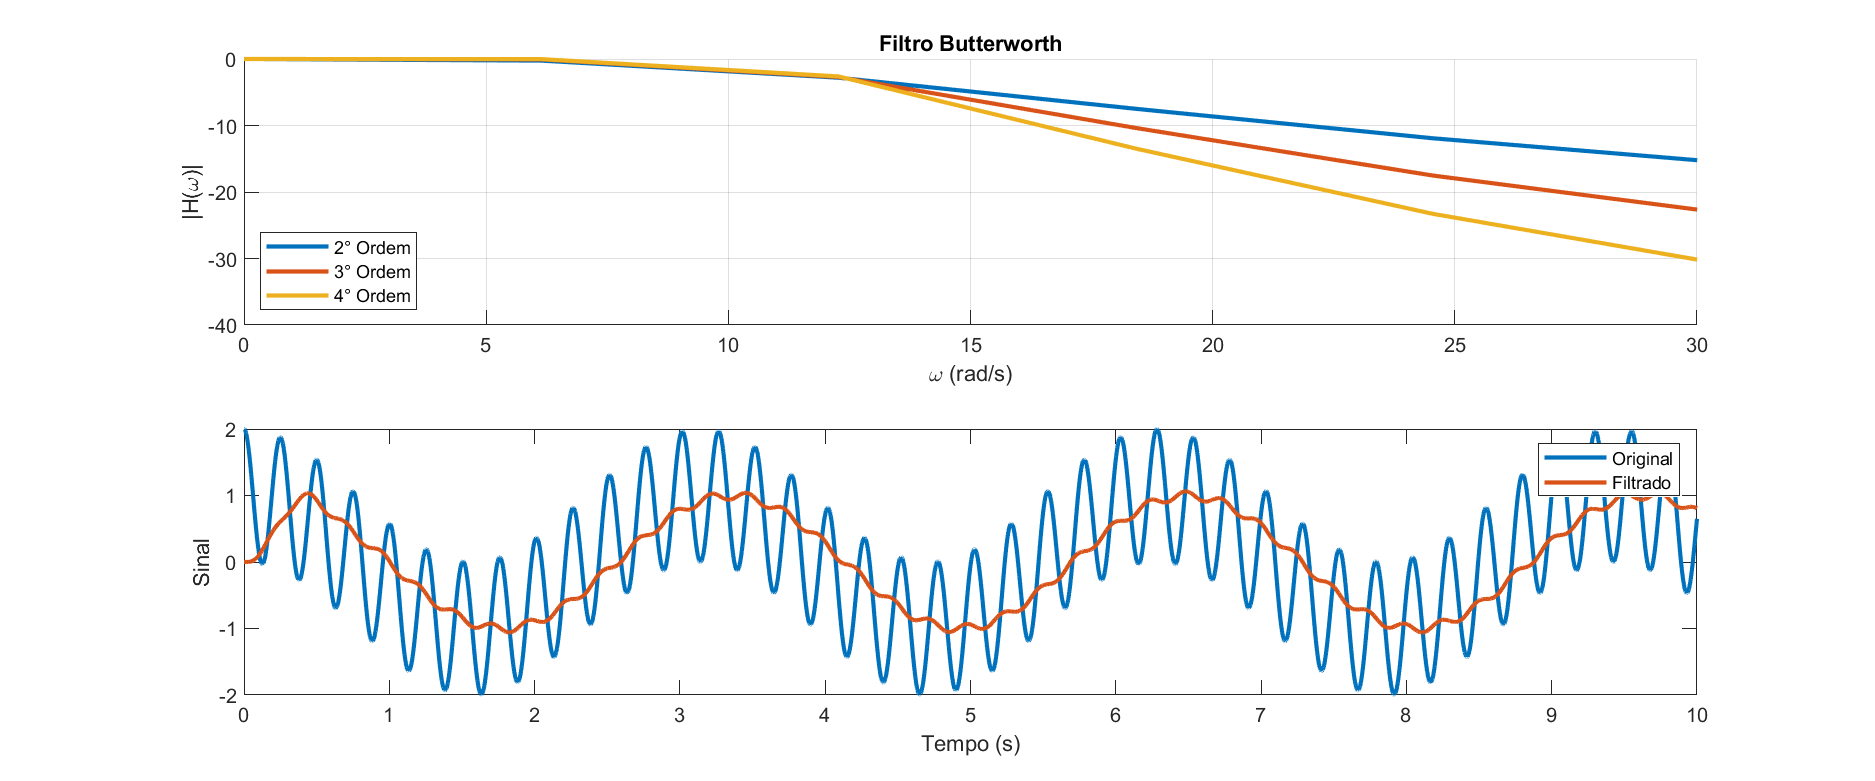 Filtro Butterworth
0
-10
-20
-30
-40
|H(ω)|
2° Ordem
3° Ordem
4° Ordem
0 5 10 15 20 25 30
ω (rad/s)
2
1
0
-1
-2
Sinal
Original
Filtrado
0 1 2 3 4 5 6 7 8 9 10
Tempo (s)